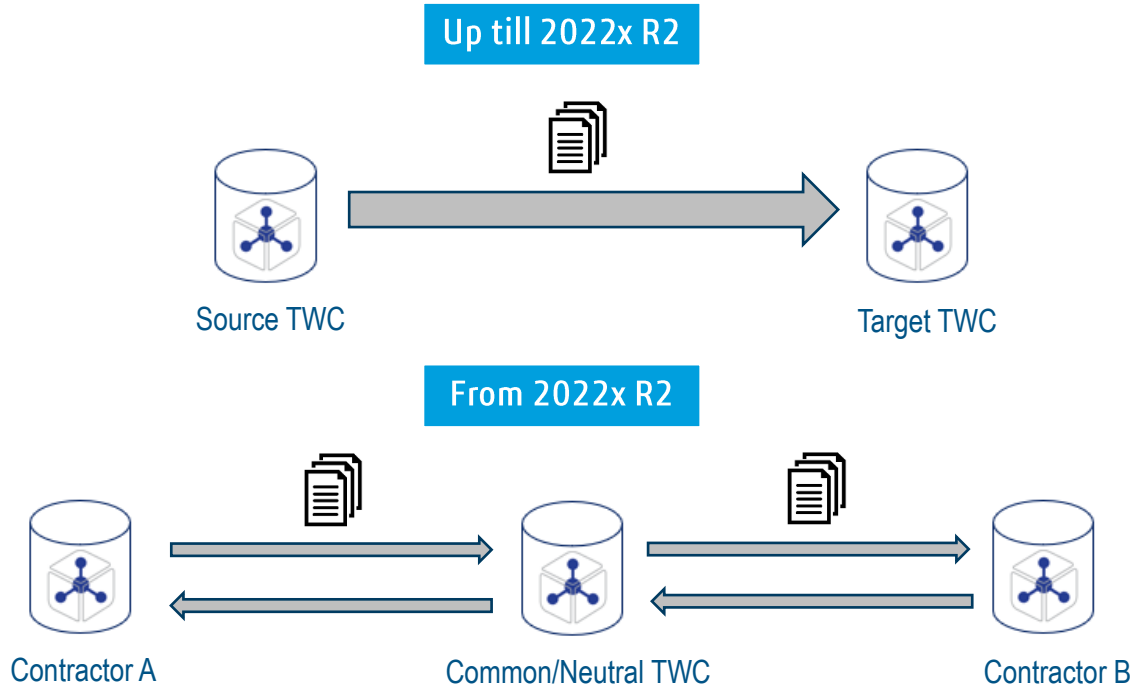 Up till 2022x R2
Source TWC
Target TWC
From 2022x R2
Contractor A
Common/Neutral TWC
Contractor B